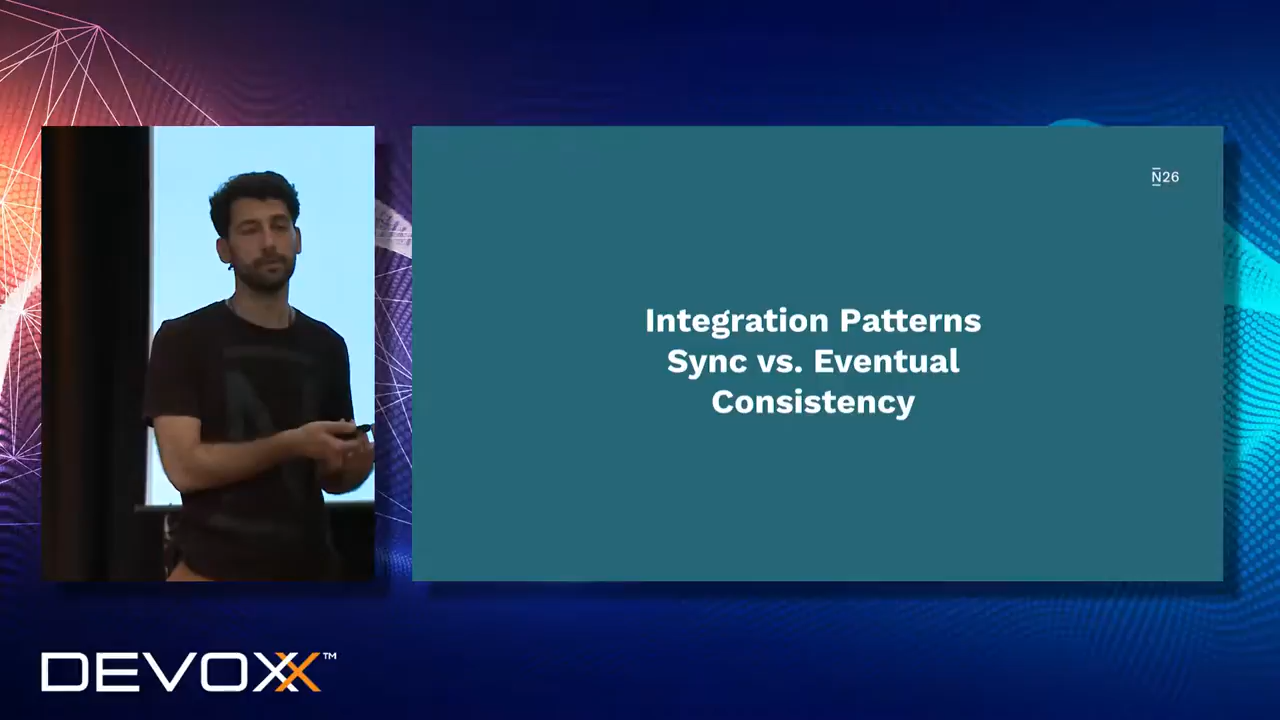 N26
Integration Patterns
Sync vs. Eventual
Consistency
DEVOXX™